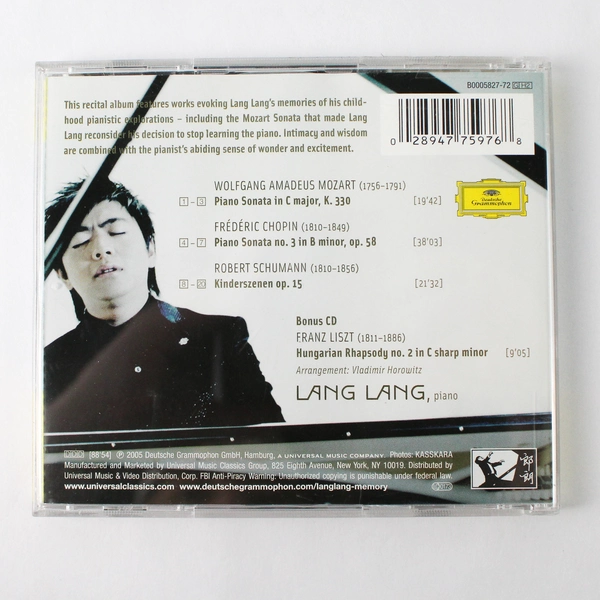 B0005827-72 GH2
This recital album features works evoking Lang Lang's memories of his child-
hood pianistic explorations – including the Mozart Sonata that made Lang
Lang reconsider his decision to stop learning the piano. Intimacy and wisdom
are combined with the pianist's abiding sense of wonder and excitement.
0 28947 75976 8
WOLFGANG AMADEUS MOZART (1756–1791)
1 – 3 Piano Sonata in C major, K. 330 [19'42]
Deutsche
Grammophon
FRÉDÉRIC CHOPIN (1810–1849)
4 – 7 Piano Sonata no. 3 in B minor, op. 58 [38'03]
ROBERT SCHUMANN (1810–1856)
8 – 20 Kinderszenen op. 15 [21'32]
Bonus CD
FRANZ LISZT (1811–1886)
Hungarian Rhapsody no. 2 in C sharp minor [9'05]
Arrangement: Vladimir Horowitz
LANG LANG, piano
DDD [88'54] ℗ 2005 Deutsche Grammophon GmbH, Hamburg, A UNIVERSAL MUSIC COMPANY. Photos: KASSKARA
Manufactured and Marketed by Universal Music Classics Group, 825 Eighth Avenue, New York, NY 10019. Distributed by
Universal Music & Video Distribution, Corp. FBI Anti-Piracy Warning: Unauthorized copying is punishable under federal law.
www.universalclassics.com www.deutschegrammophon.com/langlang-memory
郎朗